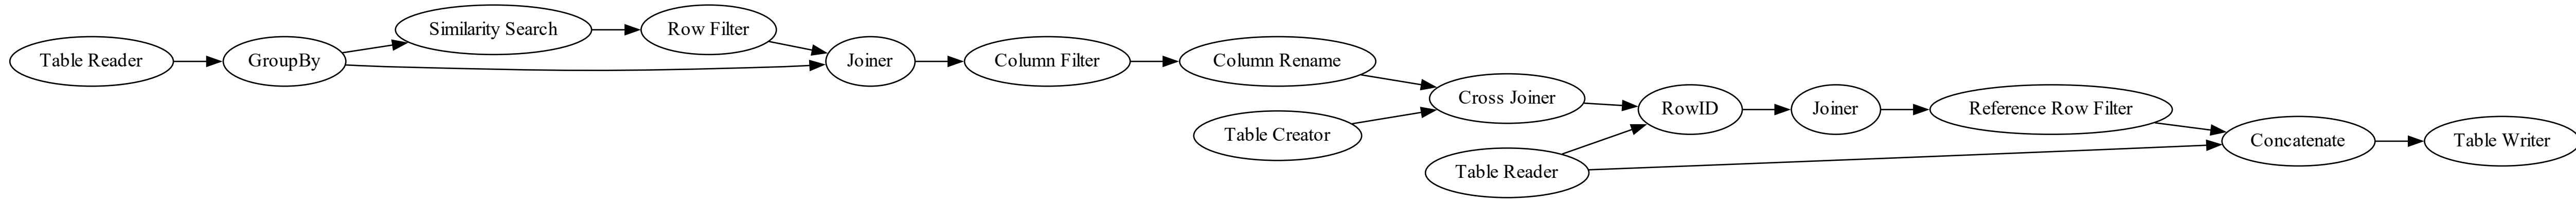 Table Reader
GroupBy
Similarity Search
Row Filter
Joiner
Column Filter
Column Rename
Table Creator
Cross Joiner
Table Reader
RowID
Joiner
Reference Row Filter
Concatenate
Table Writer